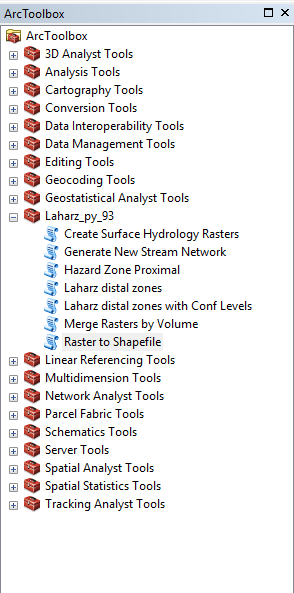 ArcToolbox
ArcToolbox
3D Analyst Tools
Analysis Tools
Cartography Tools
Conversion Tools
Data Interoperability Tools
Data Management Tools
Editing Tools
Geocoding Tools
Geostatistical Analyst Tools
Laharz_py_93
Create Surface Hydrology Rasters
Generate New Stream Network
Hazard Zone Proximal
Laharz distal zones
Laharz distal zones with Conf Levels
Merge Rasters by Volume
Raster to Shapefile
Linear Referencing Tools
Multidimension Tools
Network Analyst Tools
Parcel Fabric Tools
Schematics Tools
Server Tools
Spatial Analyst Tools
Spatial Statistics Tools
Tracking Analyst Tools